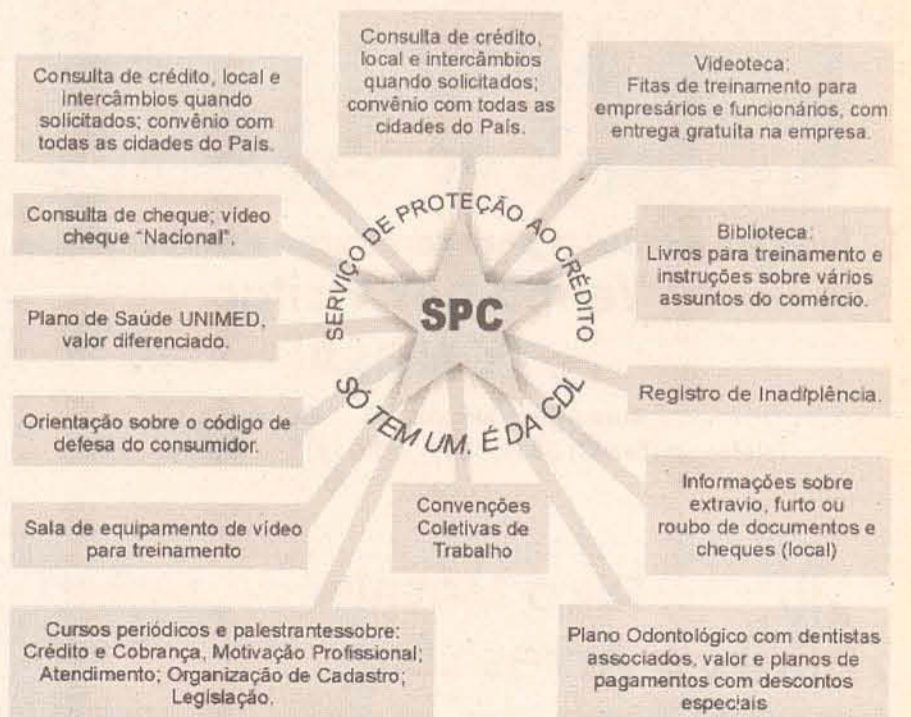 Consulta de crédito, local e
intercâmbios quando
solicitados; convênio com
todas as cidades do País.
Consulta de crédito,
local e intercâmbios
quando solicitados;
convênio com todas as
cidades do País.
Videoteca:
Fitas de treinamento para
empresários e funcionários, com
entrega gratuita na empresa.
Consulta de cheque; vídeo
cheque "Nacional".
Biblioteca:
Livros para treinamento e
instruções sobre vários
assuntos do comércio.
SERVIÇO DE PROTEÇÃO AO CRÉDITO
SPC
SÓ TEM UM. É DA CDL
Plano de Saúde UNIMED,
valor diferenciado.
Registro de Inadiplência.
Orientação sobre o código de
defesa do consumidor.
Informações sobre
extravio, furto ou
roubo de documentos e
cheques (local)
Sala de equipamento de vídeo
para treinamento
Convenções
Coletivas de
Trabalho
Cursos periódicos e palestrantessobre:
Crédito e Cobrança, Motivação Profissional;
Atendimento; Organização de Cadastro;
Legislação.
Plano Odontológico com dentistas
associados, valor e planos de
pagamentos com descontos
especiais